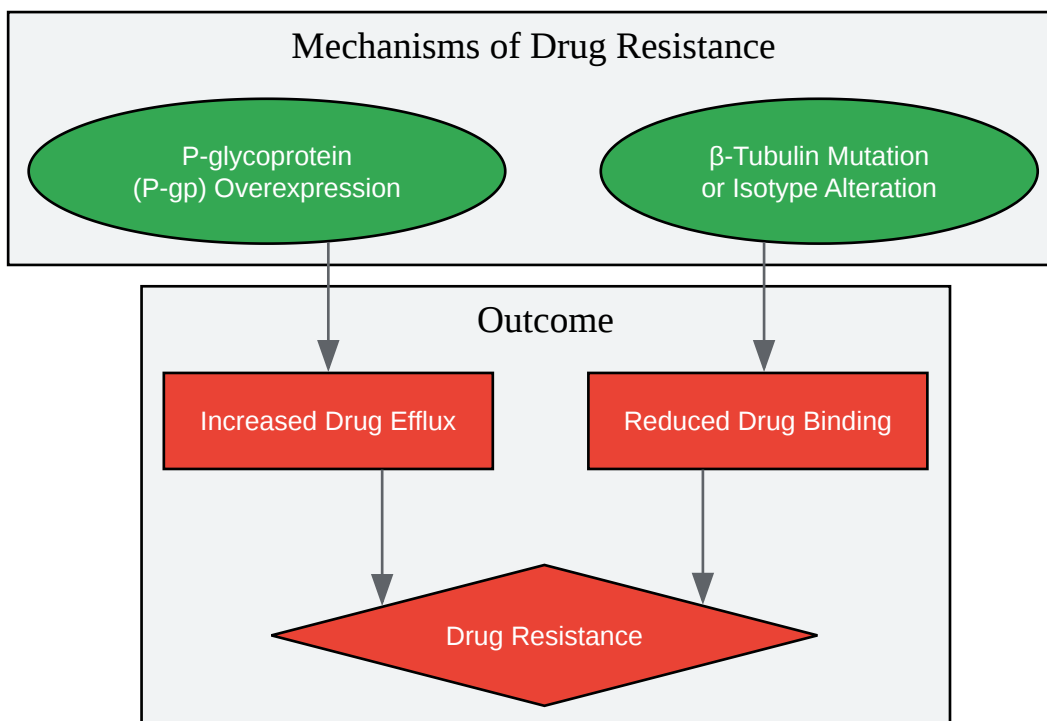 Mechanisms of Drug Resistance
P-glycoprotein
(P-gp) Overexpression
β-Tubulin Mutation
or Isotype Alteration
Outcome
Increased Drug Efflux
Reduced Drug Binding
Drug Resistance